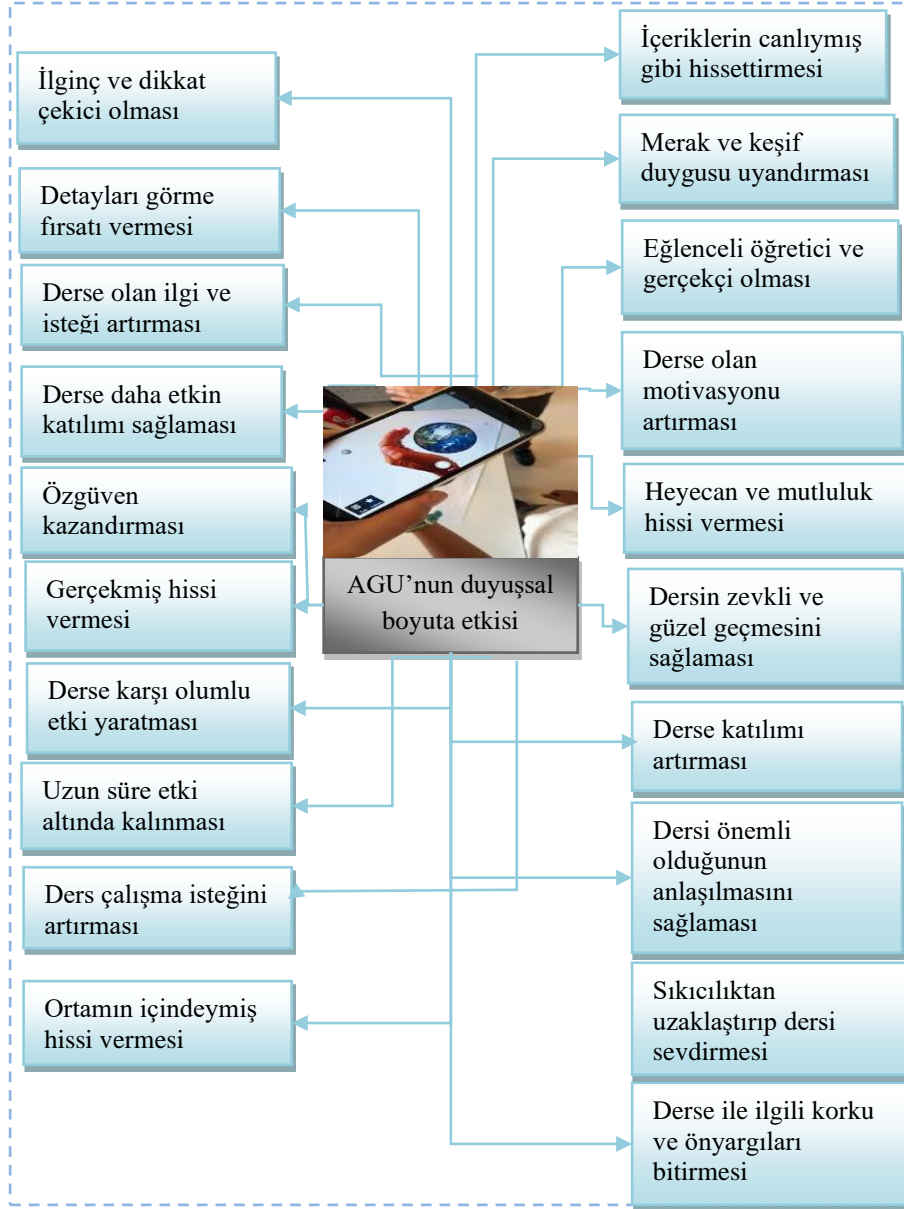 İlginç ve dikkat
çekici olması
Detayları görme
fırsatı vermesi
Derse olan ilgi ve
isteği artırması
Derse daha etkin
katılımı sağlaması
Özgüven
kazandırması
Gerçekmiş hissi
vermesi
Derse karşı olumlu
etki yaratması
Uzun süre etki
altında kalınması
Ders çalışma isteğini
artırması
Ortamın içindeymiş
hissi vermesi
AGU’nun duyuşsal
boyuta etkisi
İçeriklerin canlıymış
gibi hissettirmesi
Merak ve keşif
duygusu uyandırması
Eğlenceli öğretici ve
gerçekçi olması
Derse olan
motivasyonu
artırması
Heyecan ve mutluluk
hissi vermesi
Dersin zevkli ve
güzel geçmesini
sağlaması
Derse katılımı
artırması
Dersi önemli
olduğunun
anlaşılmasını
sağlaması
Sıkıcılıktan
uzaklaştırıp dersi
sevdirmesi
Derse ile ilgili korku
ve önyargıları
bitirmesi